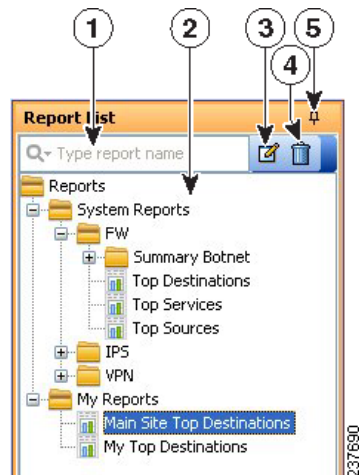 1 2 3 5
4
Report List
Type report name
Reports
System Reports
FW
Summary Botnet
Top Destinations
Top Services
Top Sources
IPS
VPN
My Reports
Main Site Top Destinations
My Top Destinations
237690